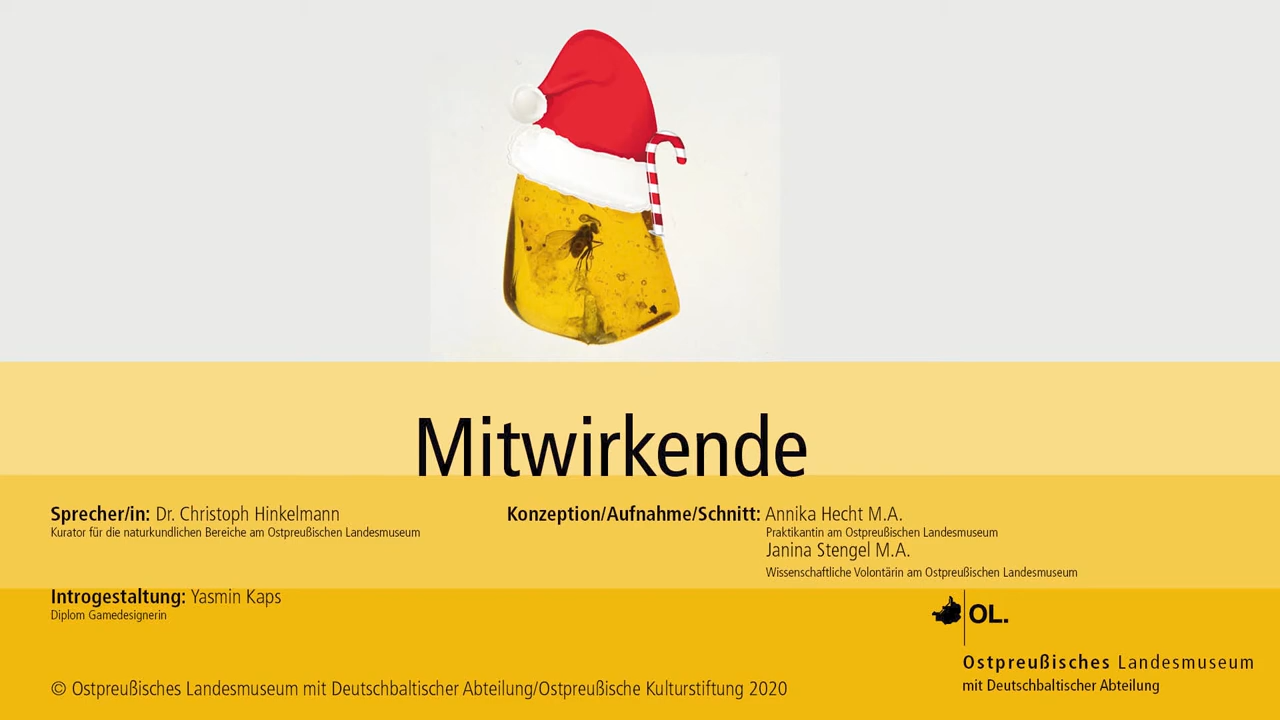 Mitwirkende
Sprecher/in: Dr. Christoph Hinkelmann
Kurator für die naturkundlichen Bereiche am Ostpreußischen Landesmuseum
Konzeption/Aufnahme/Schnitt: Annika Hecht M.A.
Praktikantin am Ostpreußischen Landesmuseum
Janina Stengel M.A.
Wissenschaftliche Volontärin am Ostpreußischen Landesmuseum
Introgestaltung: Yasmin Kaps
Diplom Gamedesignerin
OL.
Ostpreußisches Landesmuseum
mit Deutschbaltischer Abteilung
© Ostpreußisches Landesmuseum mit Deutschbaltischer Abteilung/Ostpreußische Kulturstiftung 2020